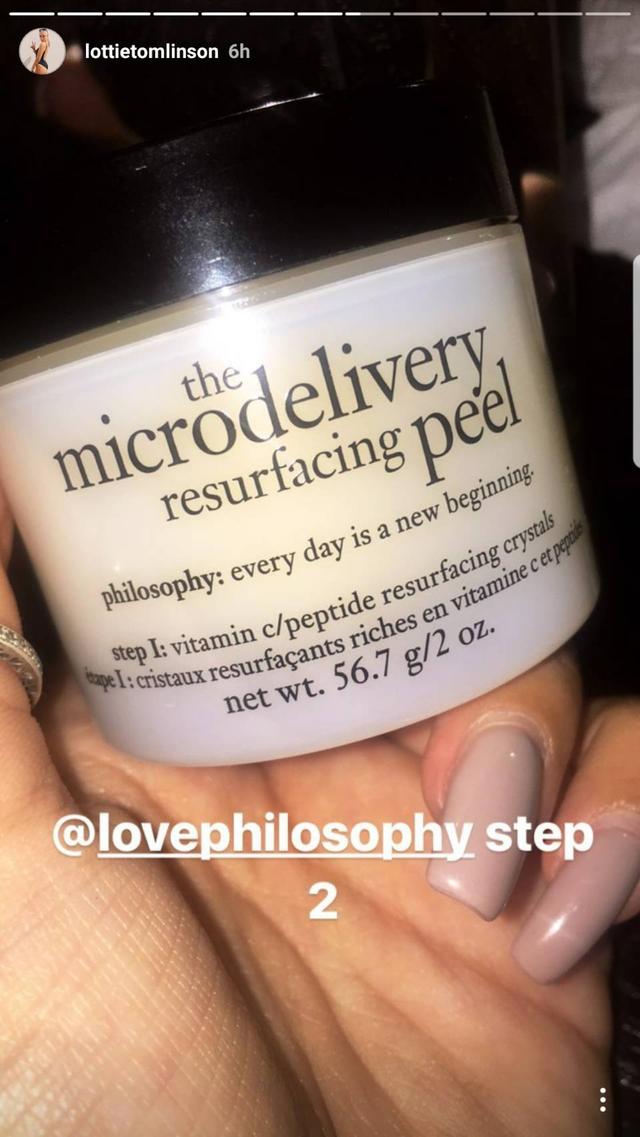 lottietomlinson 6h
the
microdelivery
resurfacing peel
philosophy: every day is a new beginning.
step I: vitamin c/peptide resurfacing crystals
étape I: cristaux resurfaçants riches en vitamine c et peptides
net wt. 56.7 g/2 oz.
@lovephilosophy step
2